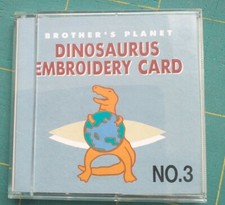 BROTHER'S PLANET
DINOSAURUS
EMBROIDERY CARD
NO.3